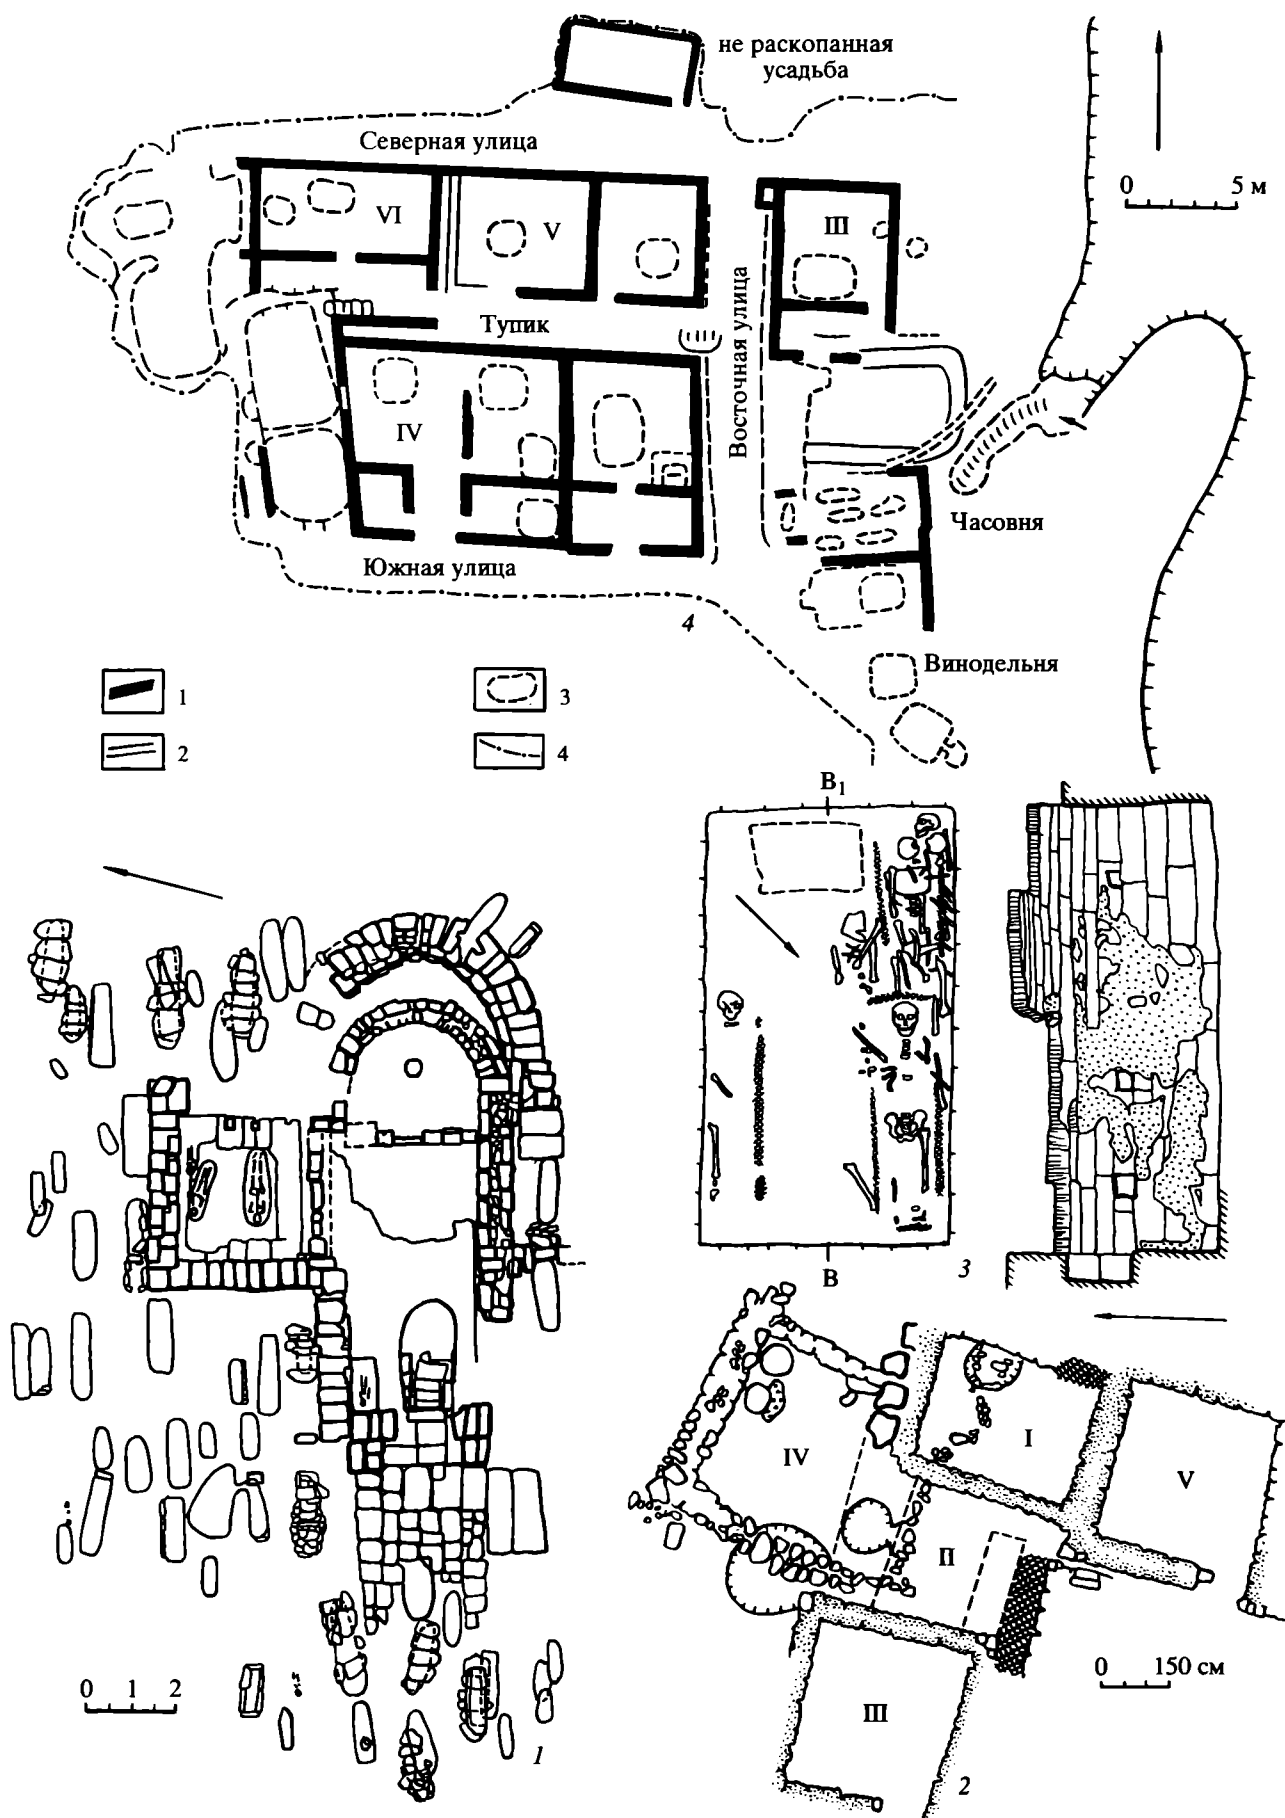 не раскопанная
усадьба
Северная улица
0 5 м
VI
V
III
Тупик
Восточная улица
IV
Часовня
Южная улица
4
Винодельня
1
3
2
4
В₁
В
3
IV
I
V
II
0 150 см
III
2
0 1 2
1